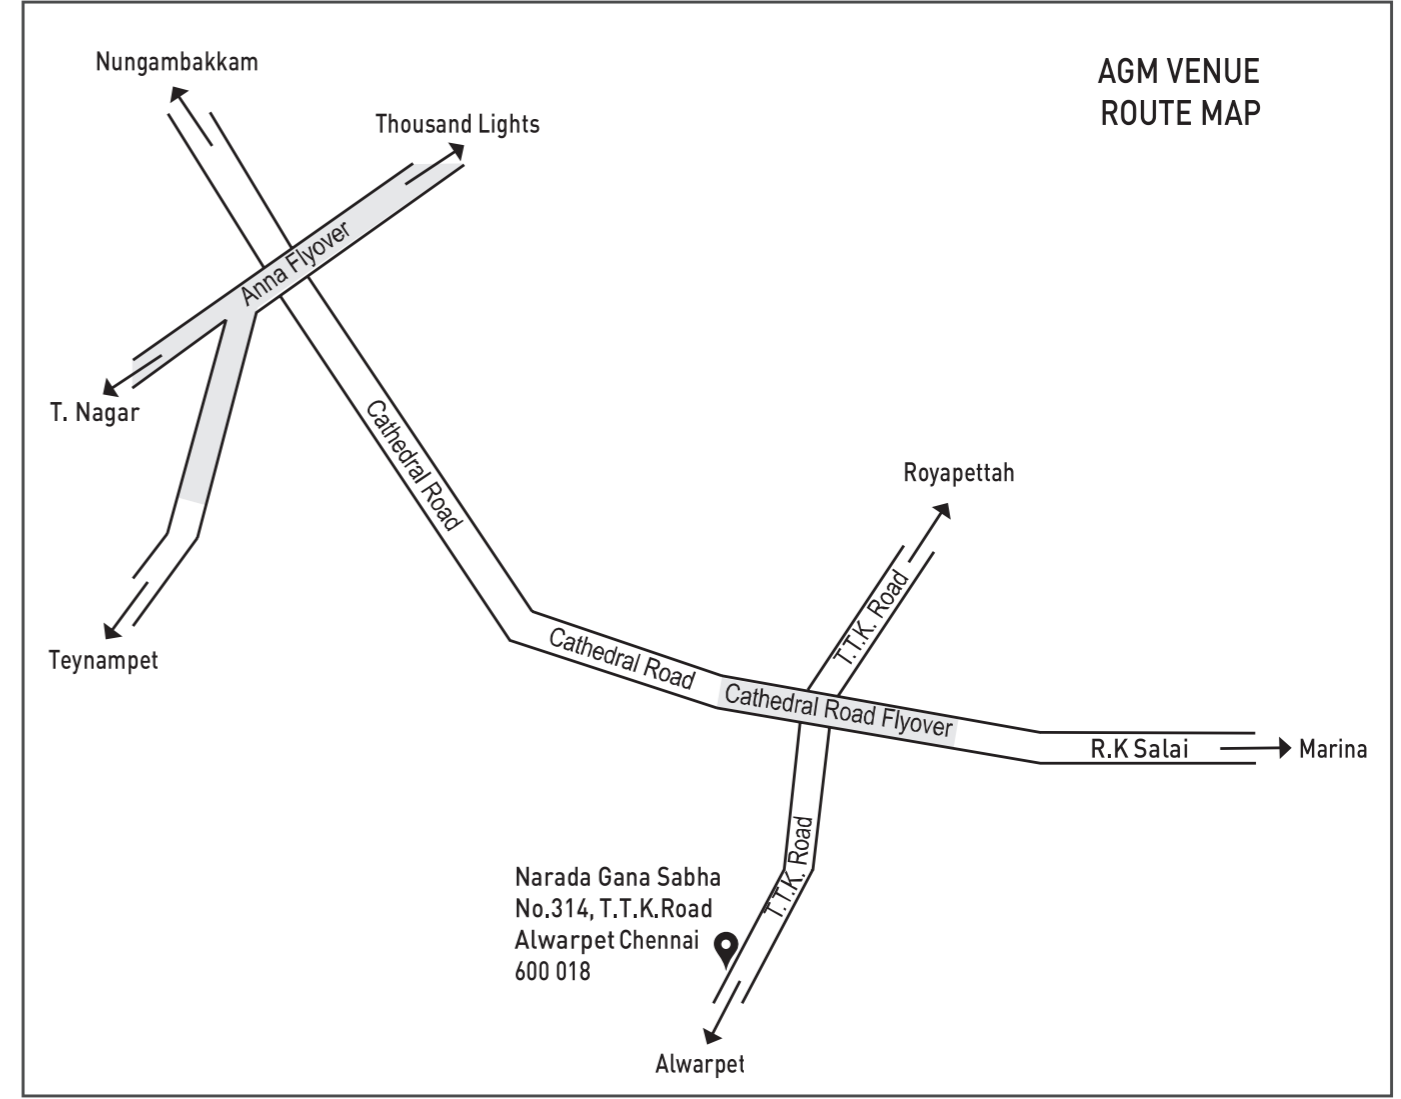 Nungambakkam
AGM VENUE
ROUTE MAP
Thousand Lights
Anna Flyover
T. Nagar
Cathedral Road
Royapettah
T.T.K. Road
Teynampet
Cathedral Road
Cathedral Road Flyover
R.K Salai
Marina
T.T.K. Road
Narada Gana Sabha
No.314, T.T.K.Road
Alwarpet Chennai
600 018
Alwarpet